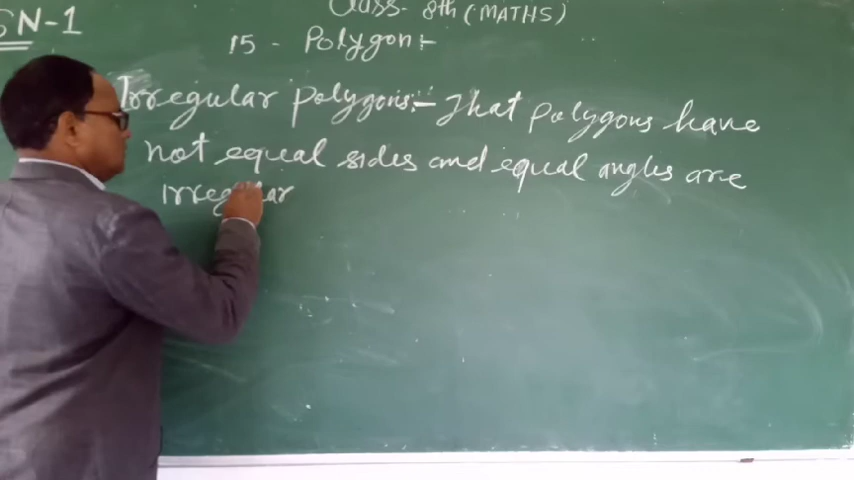 SN-1
Class- 8th (MATHS)
15 - Polygon:-
Irregular polygons:- That polygons have
not equal sides and equal angles are
irregular